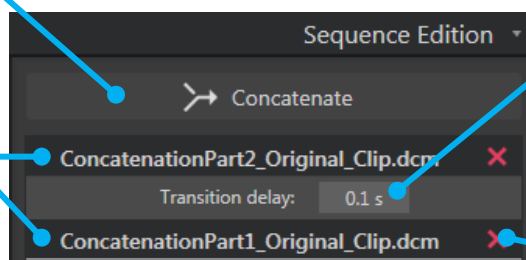 Sequence Edition
Concatenate
ConcatenationPart2_Original_Clip.dcm
Transition delay: 0.1 s
ConcatenationPart1_Original_Clip.dcm